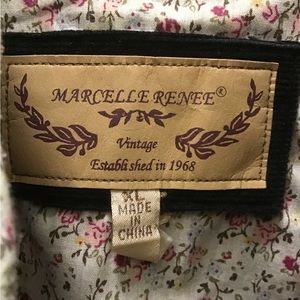 MARCELLE RENEE®
Vintage
Established in 1968
XL
MADE
IN
CHINA